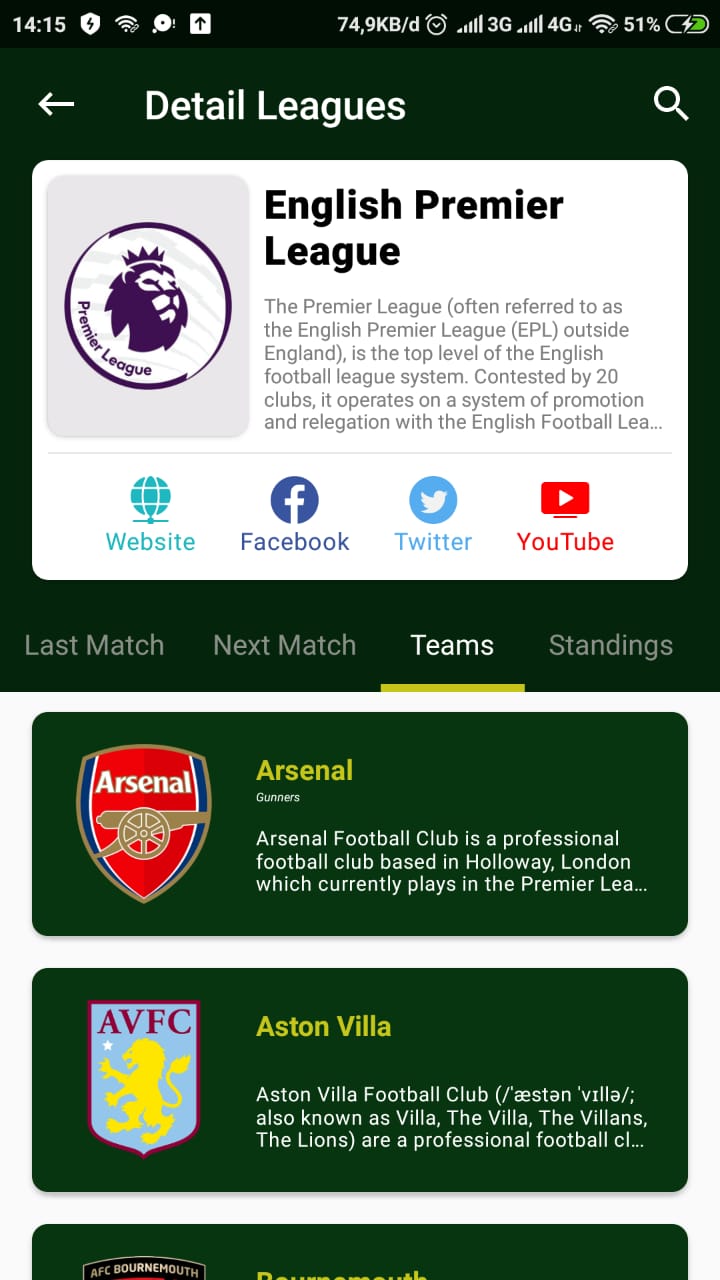 14:15 74,9KB/d 3G 4G 51%
Detail Leagues
English Premier
League
Premier League
The Premier League (often referred to as
the English Premier League (EPL) outside
England), is the top level of the English
football league system. Contested by 20
clubs, it operates on a system of promotion
and relegation with the English Football Lea...
Website Facebook Twitter YouTube
Last Match Next Match Teams Standings
Arsenal
Arsenal
Gunners
Arsenal Football Club is a professional
football club based in Holloway, London
which currently plays in the Premier Lea...
AVFC
Aston Villa
Aston Villa Football Club (/ˈæstən ˈvɪllə/;
also known as Villa, The Villa, The Villans,
The Lions) are a professional football cl...
AFC BOURNEMOUTH
Bournemouth